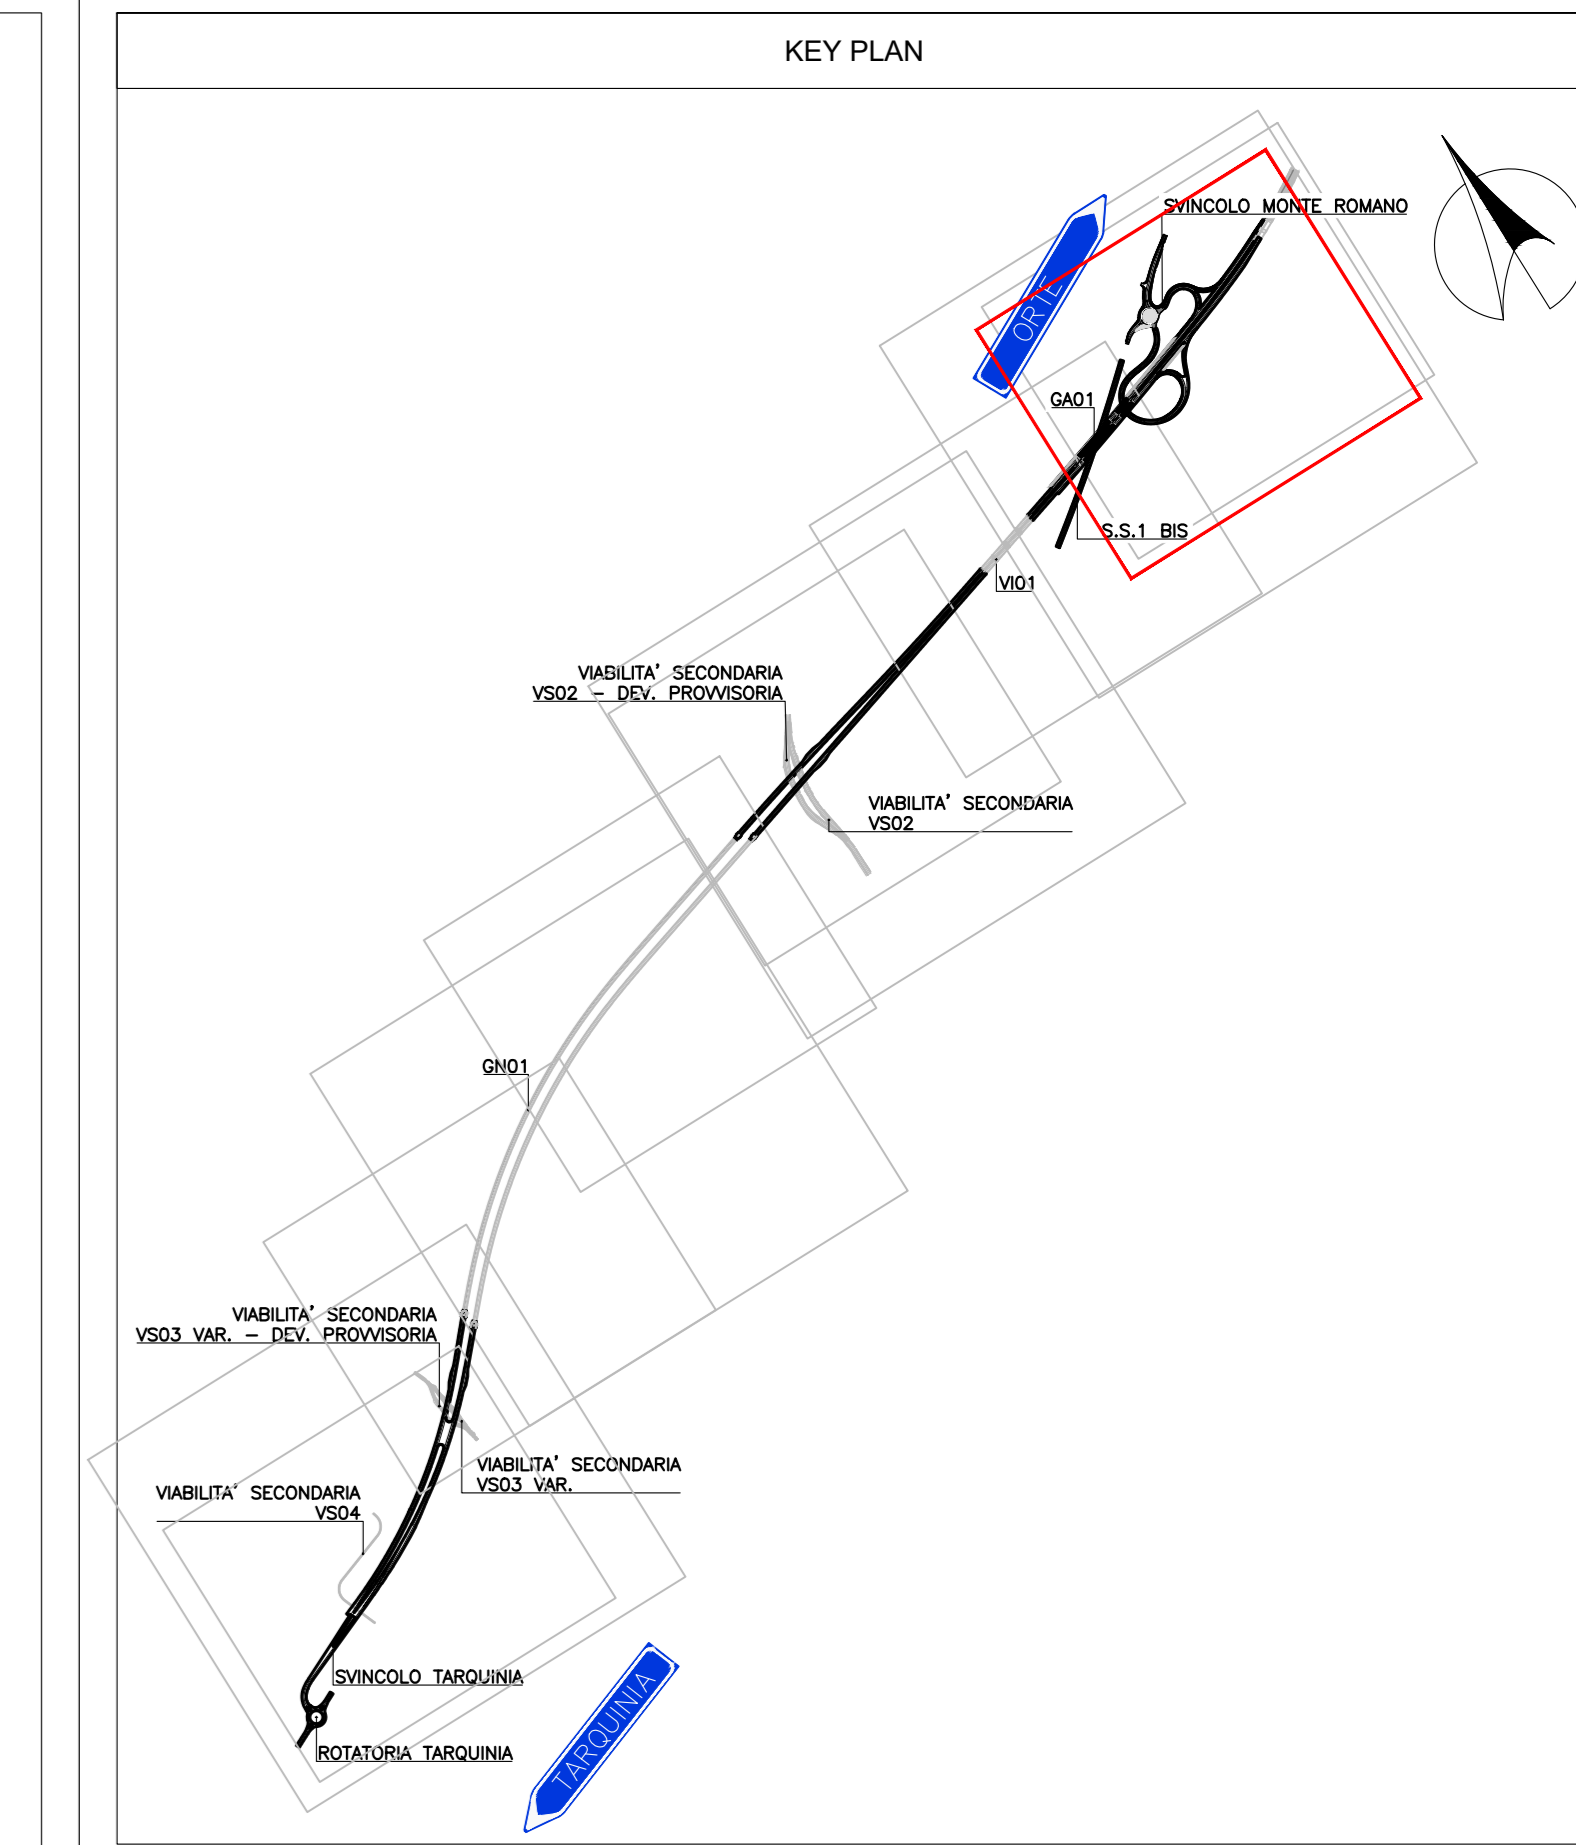 KEY PLAN
SVINCOLO MONTE ROMANO
ORTE
GA01
S.S.1 BIS
VI01
VIABILITA' SECONDARIA
VS02 - DEV. PROVVISORIA
VIABILITA' SECONDARIA
VS02
GN01
VIABILITA' SECONDARIA
VS03 VAR. - DEV. PROVVISORIA
VIABILITA' SECONDARIA
VS03 VAR.
VIABILITA' SECONDARIA
VS04
SVINCOLO TARQUINIA
TARQUINIA
ROTATORIA TARQUINIA